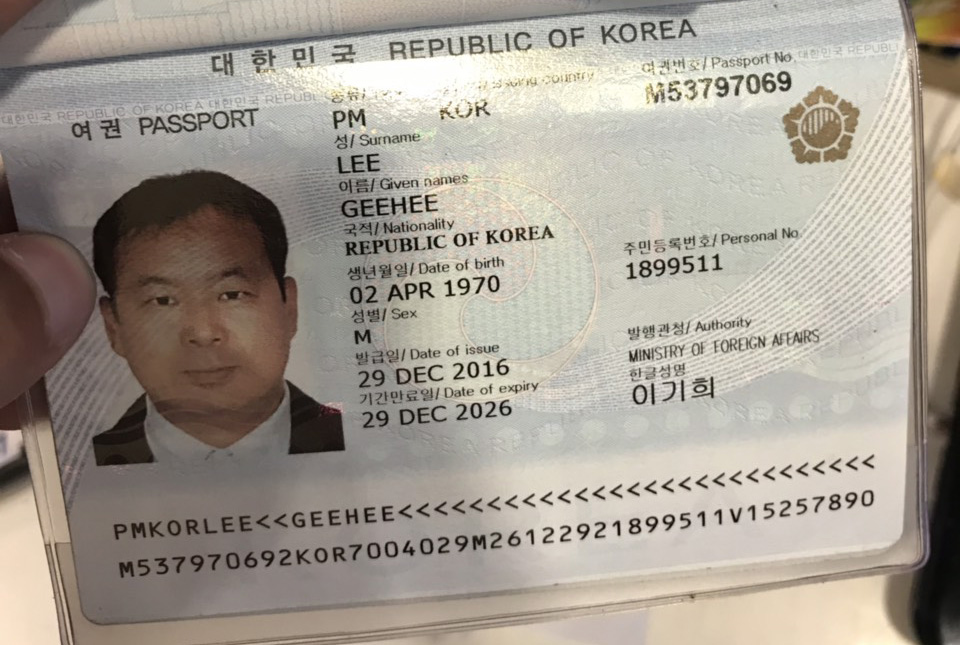 대한민국 REPUBLIC OF KOREA
여권 PASSPORT
country
PM KOR
여권번호/ Passport No.
M53797069
성/ Surname
LEE
이름/ Given names
GEEHEE
국적/ Nationality
REPUBLIC OF KOREA
생년월일/ Date of birth
02 APR 1970
주민등록번호/ Personal No.
1899511
성별/ Sex
M
발급일/ Date of issue
29 DEC 2016
발행관청/ Authority
MINISTRY OF FOREIGN AFFAIRS
기간만료일/ Date of expiry
29 DEC 2026
한글성명
이기희
PMKORLEE<<GEEHEE<<<<<<<<<<<<<<<<<<<<<<<<<<<<
M537970692KOR7004029M26122921899511V15257890